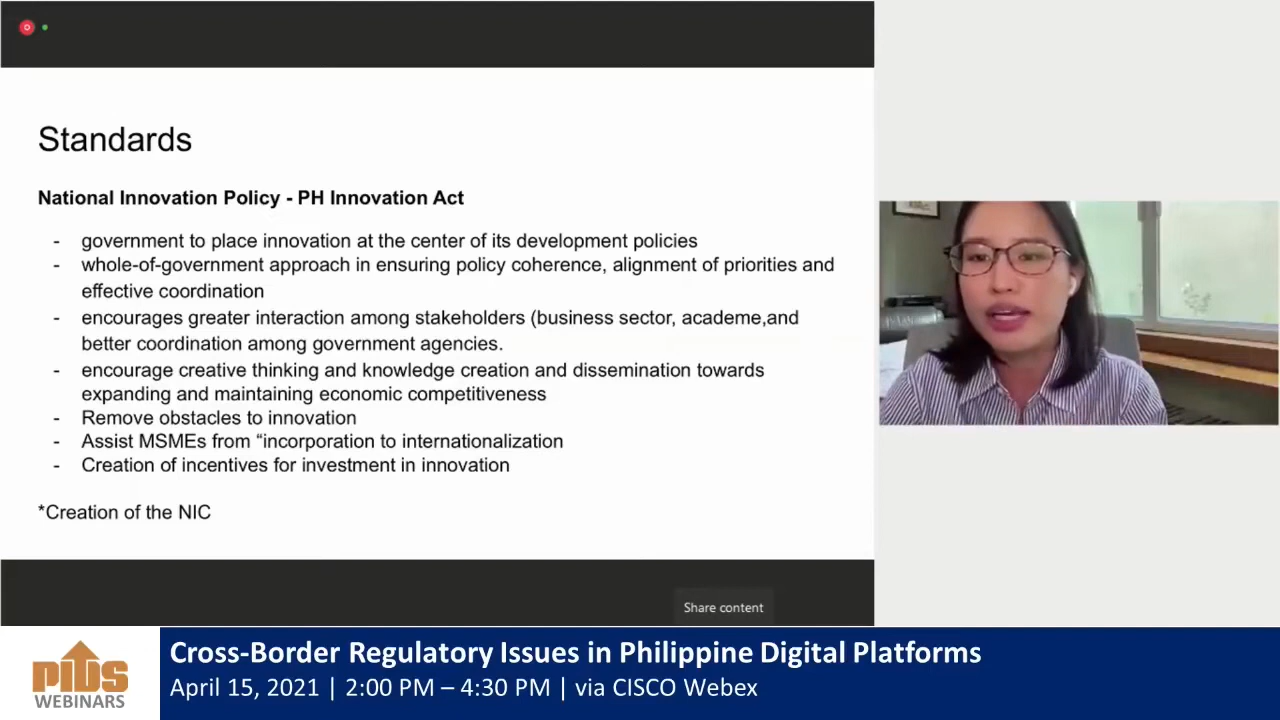 Standards
National Innovation Policy - PH Innovation Act
- government to place innovation at the center of its development policies
- whole-of-government approach in ensuring policy coherence, alignment of priorities and
effective coordination
- encourages greater interaction among stakeholders (business sector, academe,and
better coordination among government agencies.
- encourage creative thinking and knowledge creation and dissemination towards
expanding and maintaining economic competitiveness
- Remove obstacles to innovation
- Assist MSMEs from “incorporation to internationalization
- Creation of incentives for investment in innovation
*Creation of the NIC
Share content
PIDS
WEBINARS
Cross-Border Regulatory Issues in Philippine Digital Platforms
April 15, 2021 | 2:00 PM – 4:30 PM | via CISCO Webex